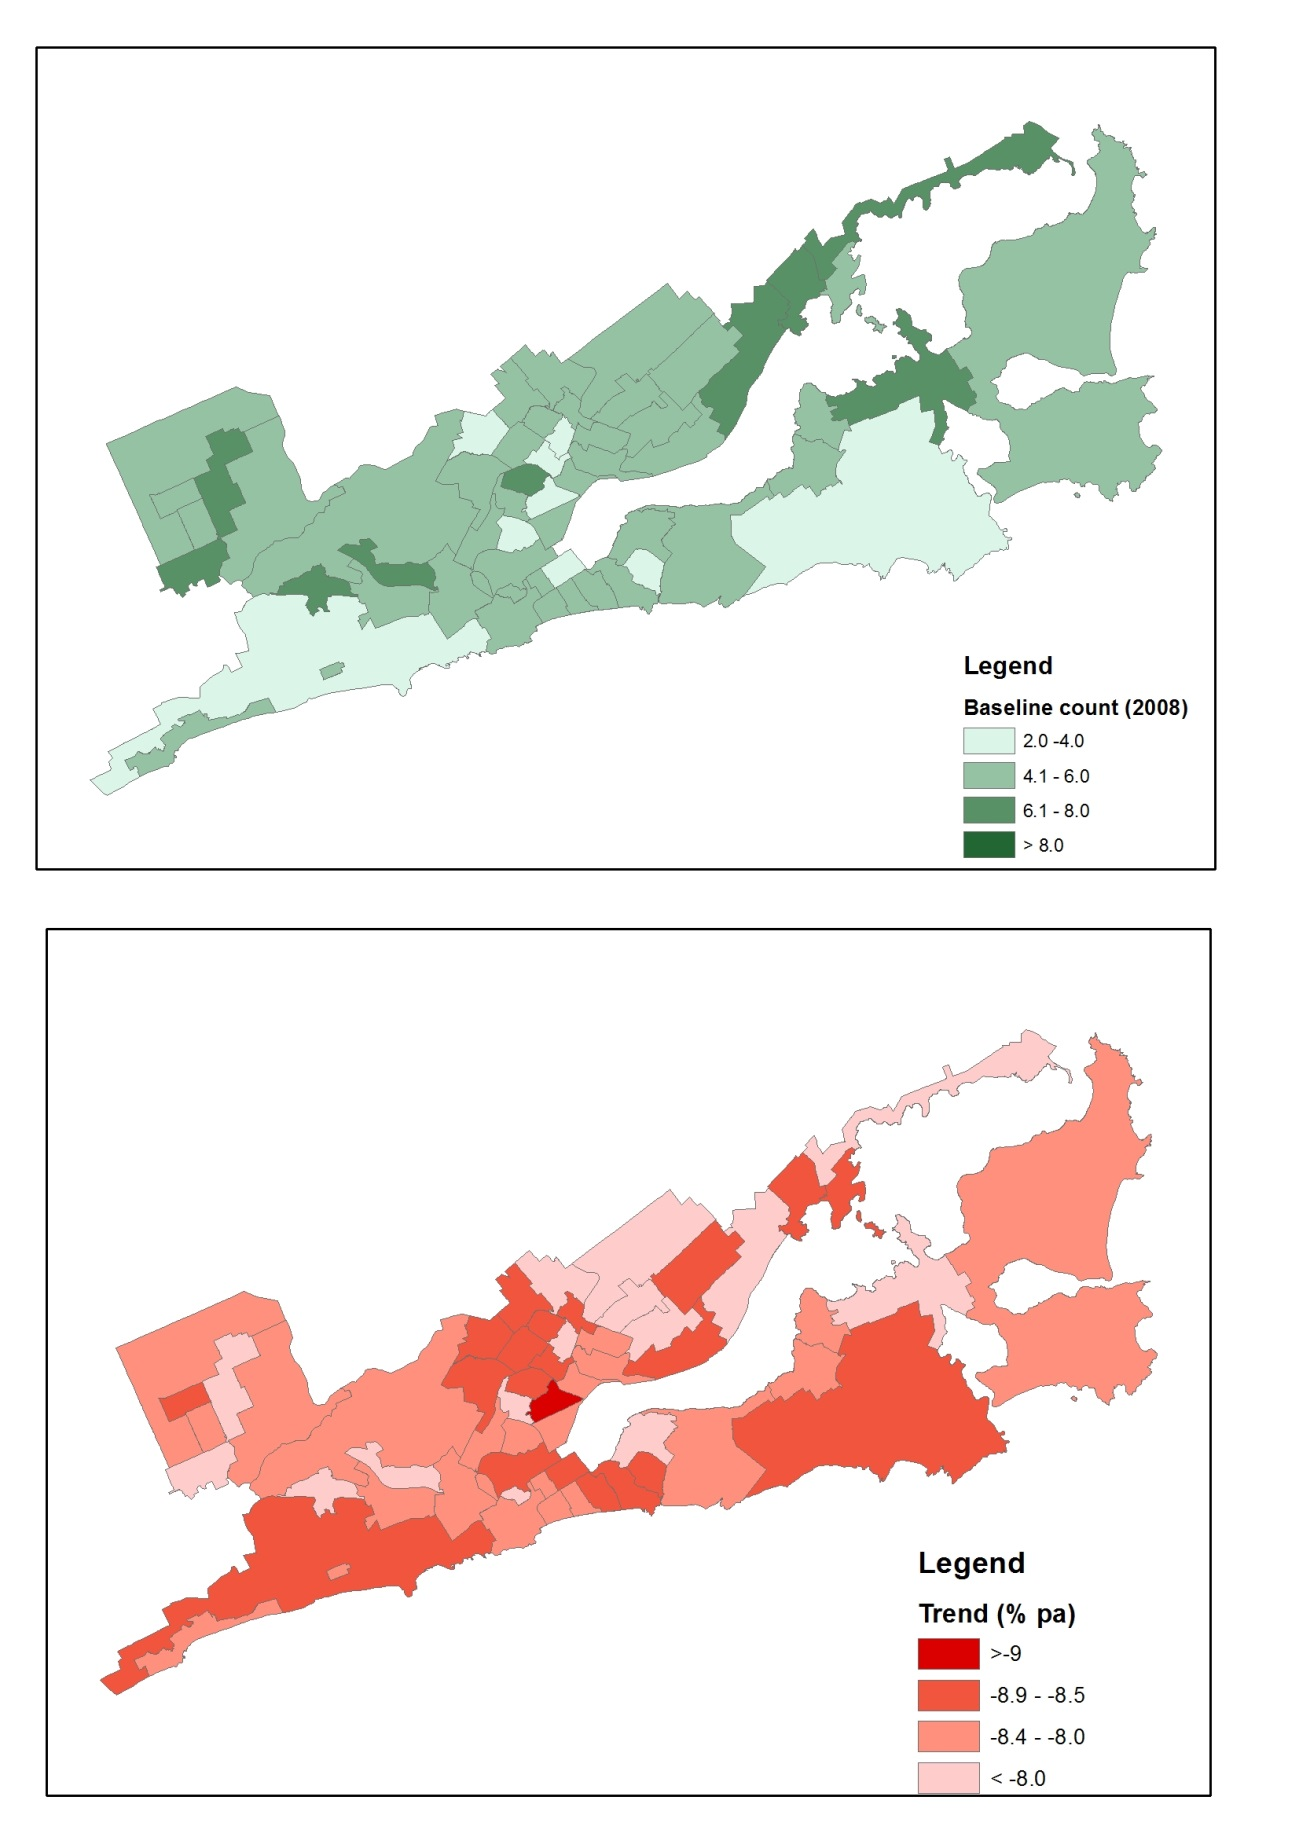 Legend
Baseline count (2008)
2.0 -4.0
4.1 - 6.0
6.1 - 8.0
> 8.0
Legend
Trend (% pa)
>-9
-8.9 - -8.5
-8.4 - -8.0
< -8.0